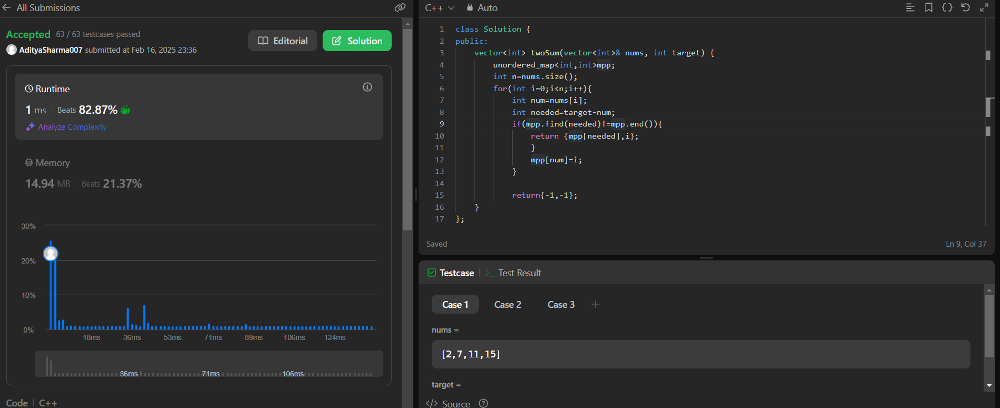 All Submissions
Accepted 63 / 63 testcases passed
AdityaSharma007 submitted at Feb 16, 2025 23:36
Editorial
Solution
Runtime
1 ms | Beats 82.87%
Analyze Complexity
Memory
14.94 MB | Beats 21.37%
30%
20%
10%
0%
18ms 36ms 53ms 71ms 89ms 106ms 124ms
36ms 71ms 106ms
Code | C++
C++ Auto
1 class Solution {
2 public:
3     vector<int> twoSum(vector<int>& nums, int target) {
4         unordered_map<int,int>mpp;
5         int n=nums.size();
6         for(int i=0;i<n;i++){
7             int num=nums[i];
8             int needed=target-num;
9             if(mpp.find(needed)!=mpp.end()){
10                 return {mpp[needed],i};
11                 }
12                 mpp[num]=i;
13             }
14
15             return{-1,-1};
16     }
17 };
Saved
Ln 9, Col 37
Testcase | >_ Test Result
Case 1 Case 2 Case 3 +
nums =
[2,7,11,15]
target =
</> Source ?